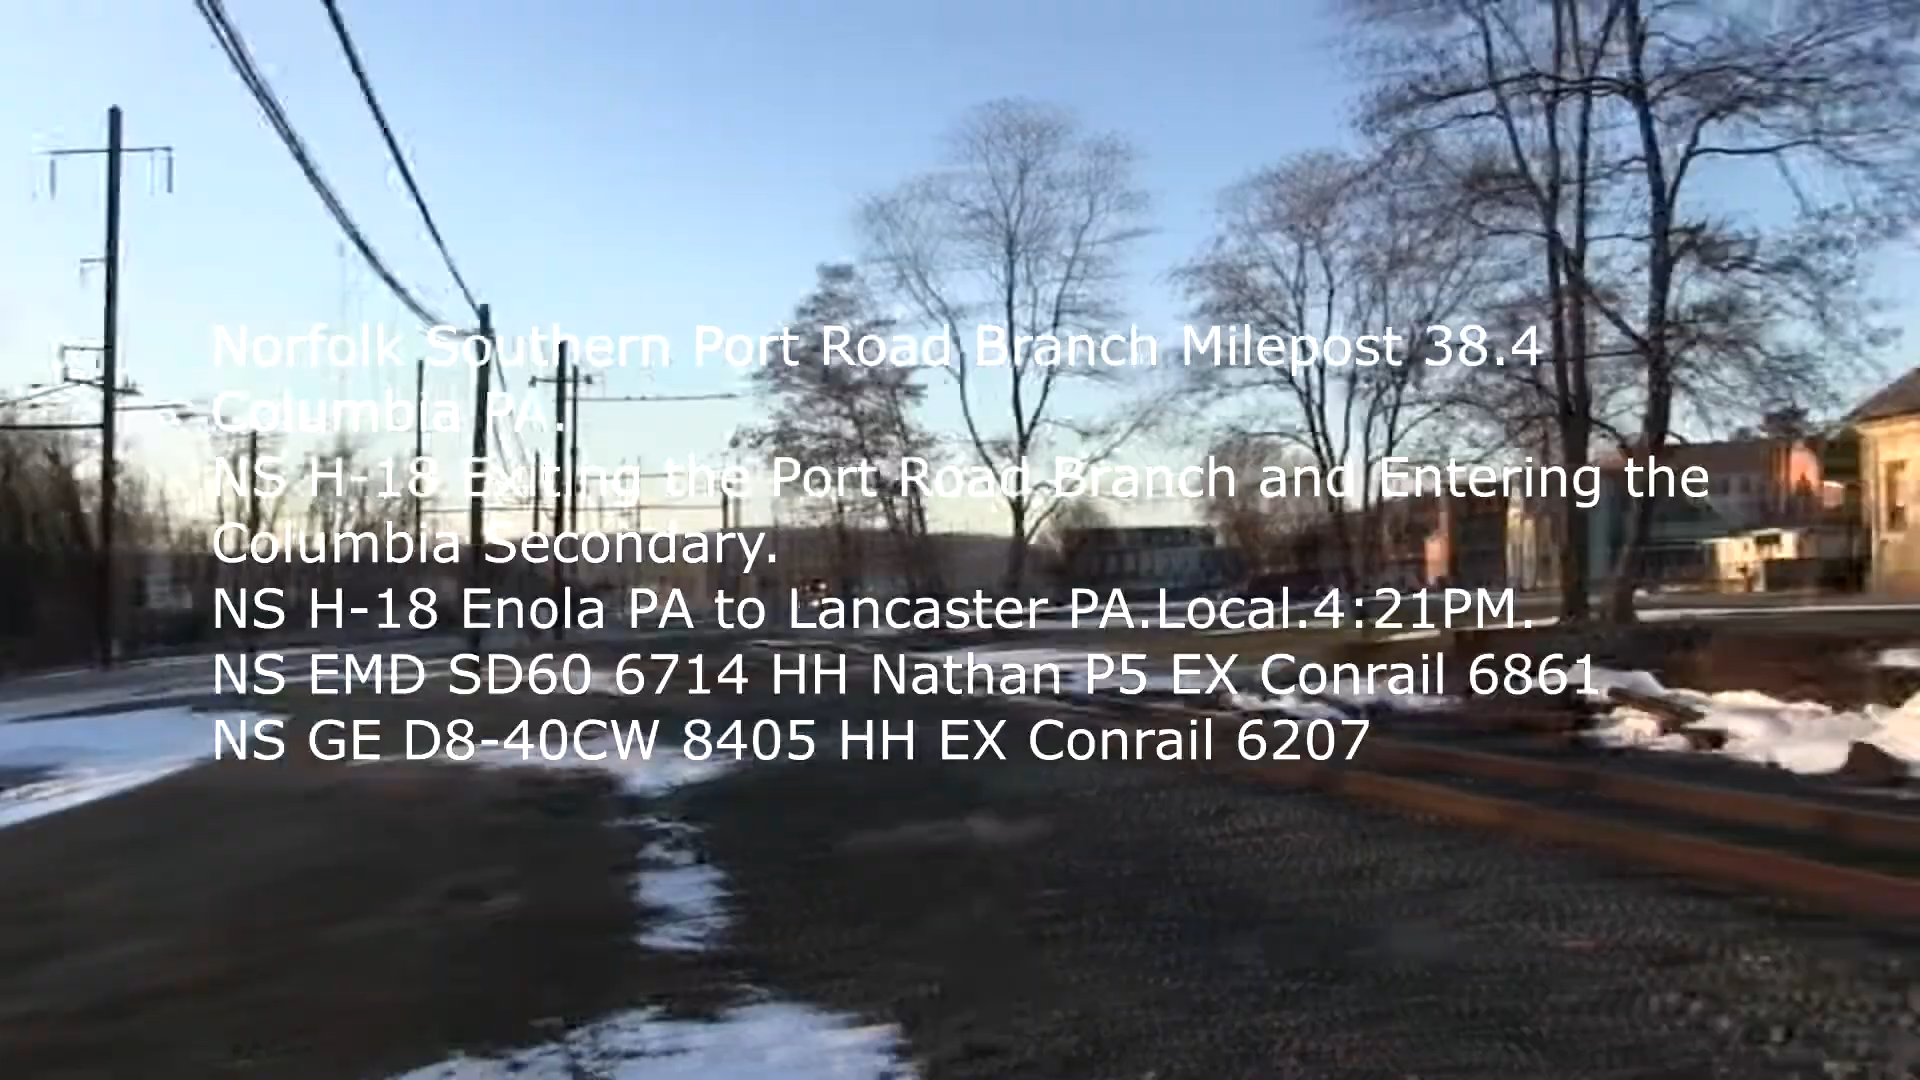 Norfolk Southern Port Road Branch Milepost 38.4
Columbia PA.
NS H-18 Exiting the Port Road Branch and Entering the
Columbia Secondary.
NS H-18 Enola PA to Lancaster PA.Local.4:21PM.
NS EMD SD60 6714 HH Nathan P5 EX Conrail 6861
NS GE D8-40CW 8405 HH EX Conrail 6207